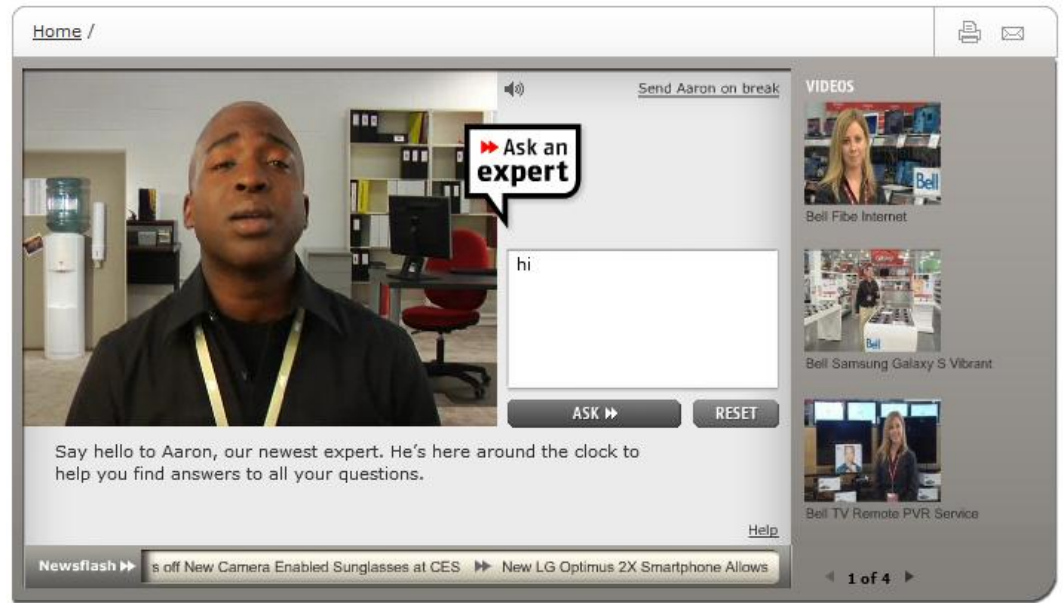 Home /
Send Aaron on break
Ask an
expert
hi
ASK
RESET
Say hello to Aaron, our newest expert. He's here around the clock to
help you find answers to all your questions.
Help
Newsflash
s off New Camera Enabled Sunglasses at CES
New LG Optimus 2X Smartphone Allows
VIDEOS
Bell
Bell Fibe Internet
Bell
Bell Samsung Galaxy S Vibrant
Bell TV Remote PVR Service
1 of 4